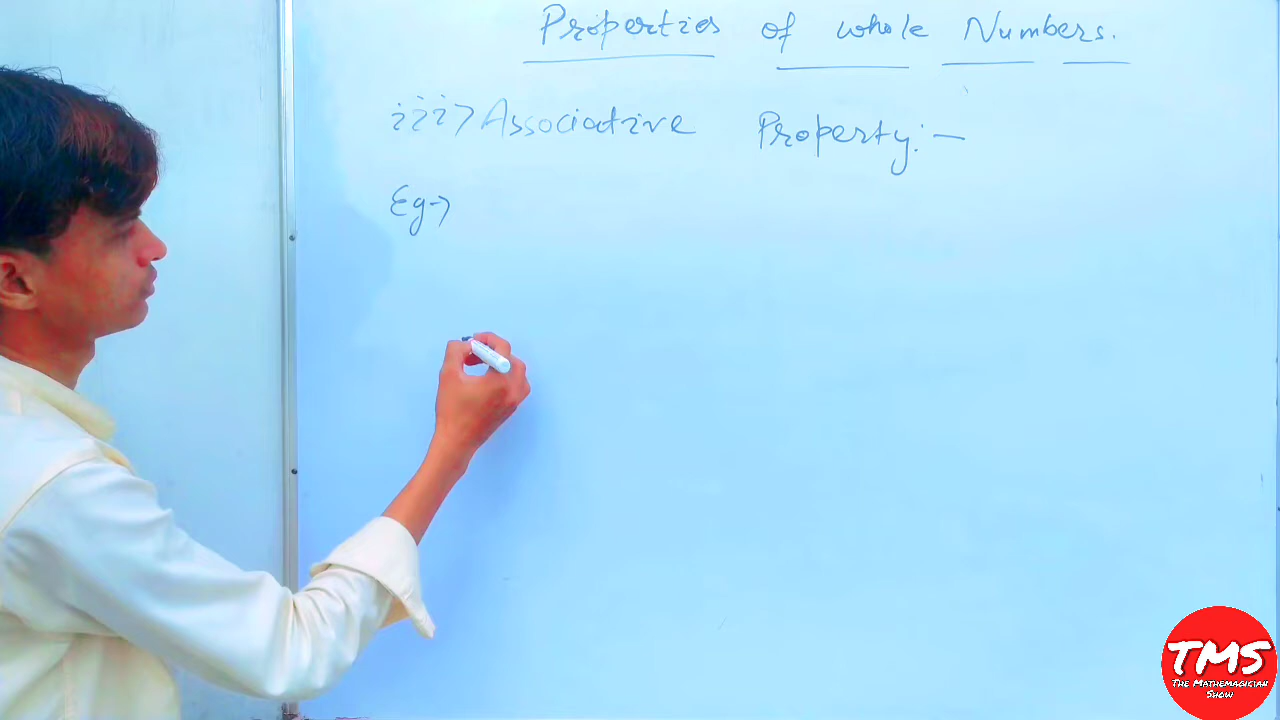 Properties of whole Numbers.
iii> Associative Property:-
Eg→
TMS
THE MATHEMAGICIAN
SHOW